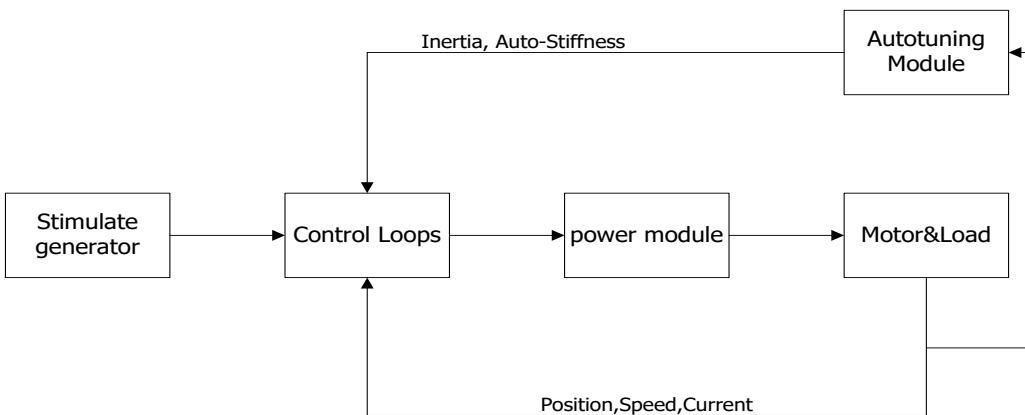 Inertia, Auto-Stiffness
Autotuning
Module
Stimulate
generator
Control Loops
power module
Motor&Load
Position,Speed,Current